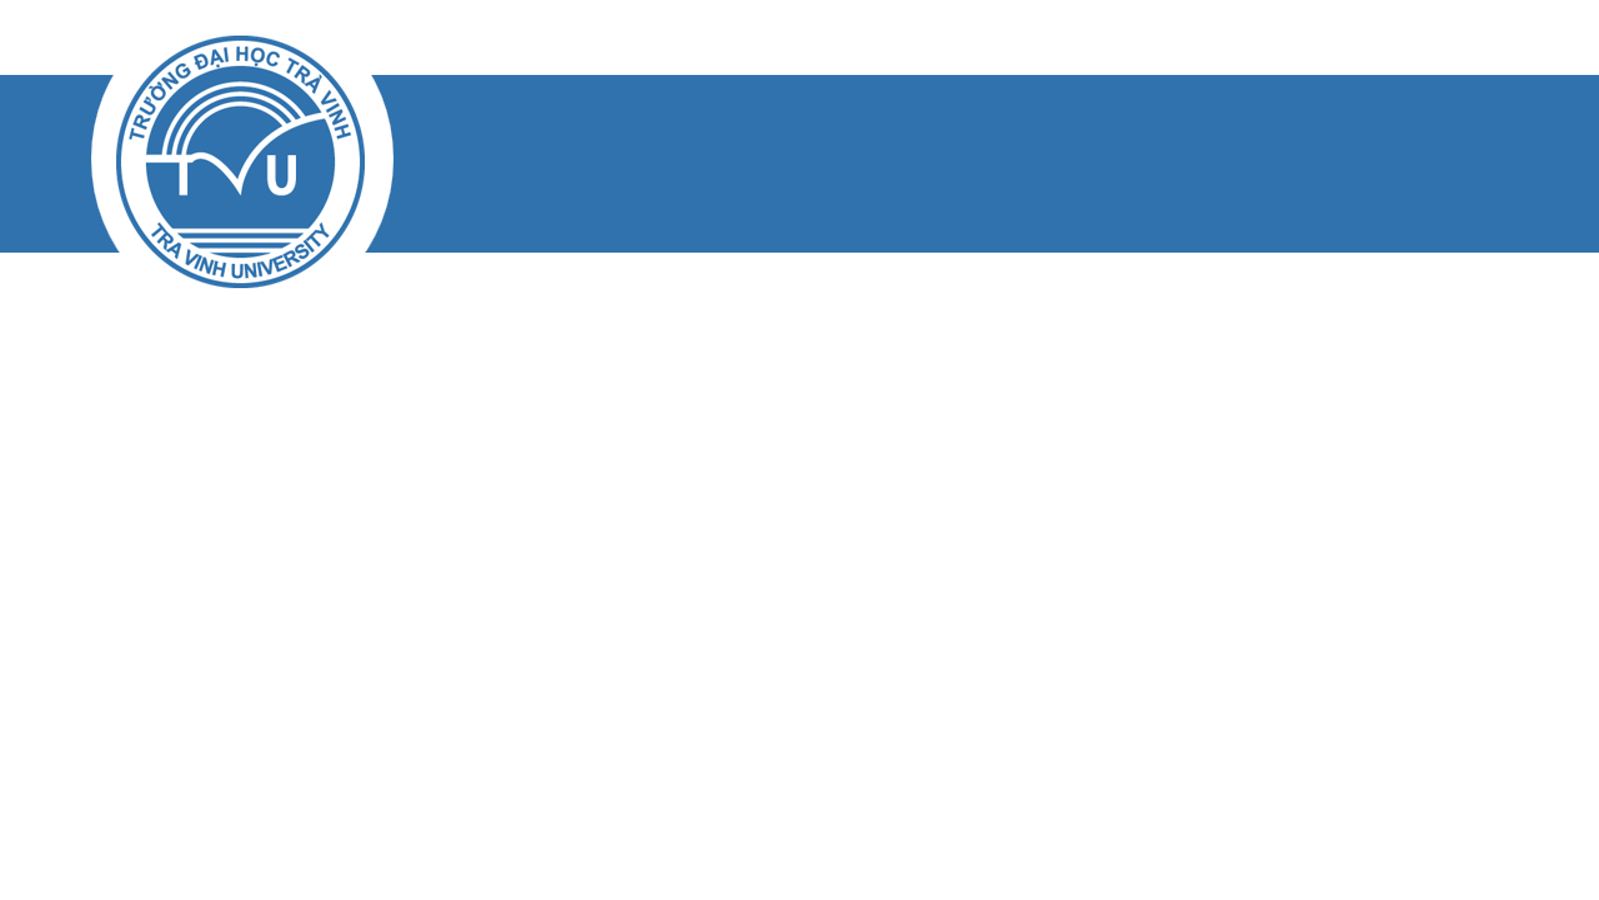 TRƯỜNG ĐẠI HỌC TRÀ VINH
TVU
TRA VINH UNIVERSITY